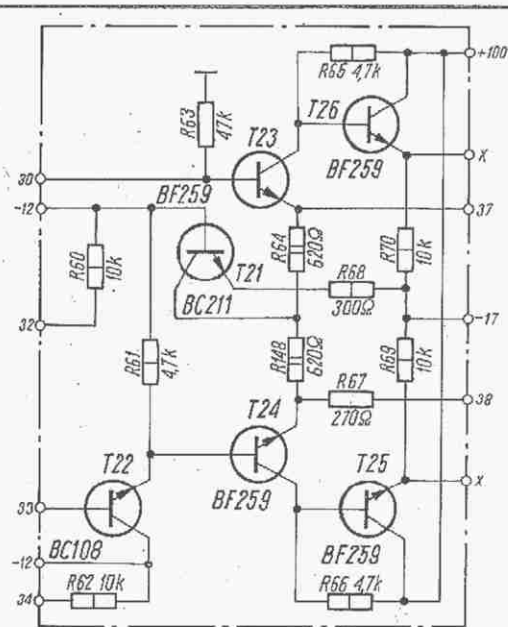 +100
R65 4,7k
T26
R63
47k
T23
BF259
30
X
BF259
-12
37
R60
10k
R64
620Ω
R70
10k
T21
R68
300Ω
BC211
-17
32
R61
4,7k
R148
620Ω
R69
10k
R67
270Ω
38
T24
T22
T25
BF259
X
33
BF259
BC108
-12
R62 10k
34
R66 4,7k